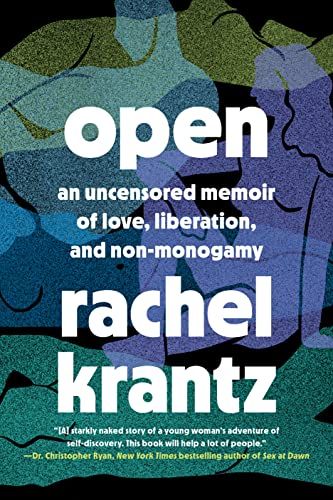 open
an uncensored memoir
of love, liberation,
and non-monogamy
rachel
krantz
"[A] starkly naked story of a young woman's adventure of
self-discovery. This book will help a lot of people."
—Dr. Christopher Ryan, New York Times bestselling author of Sex at Dawn